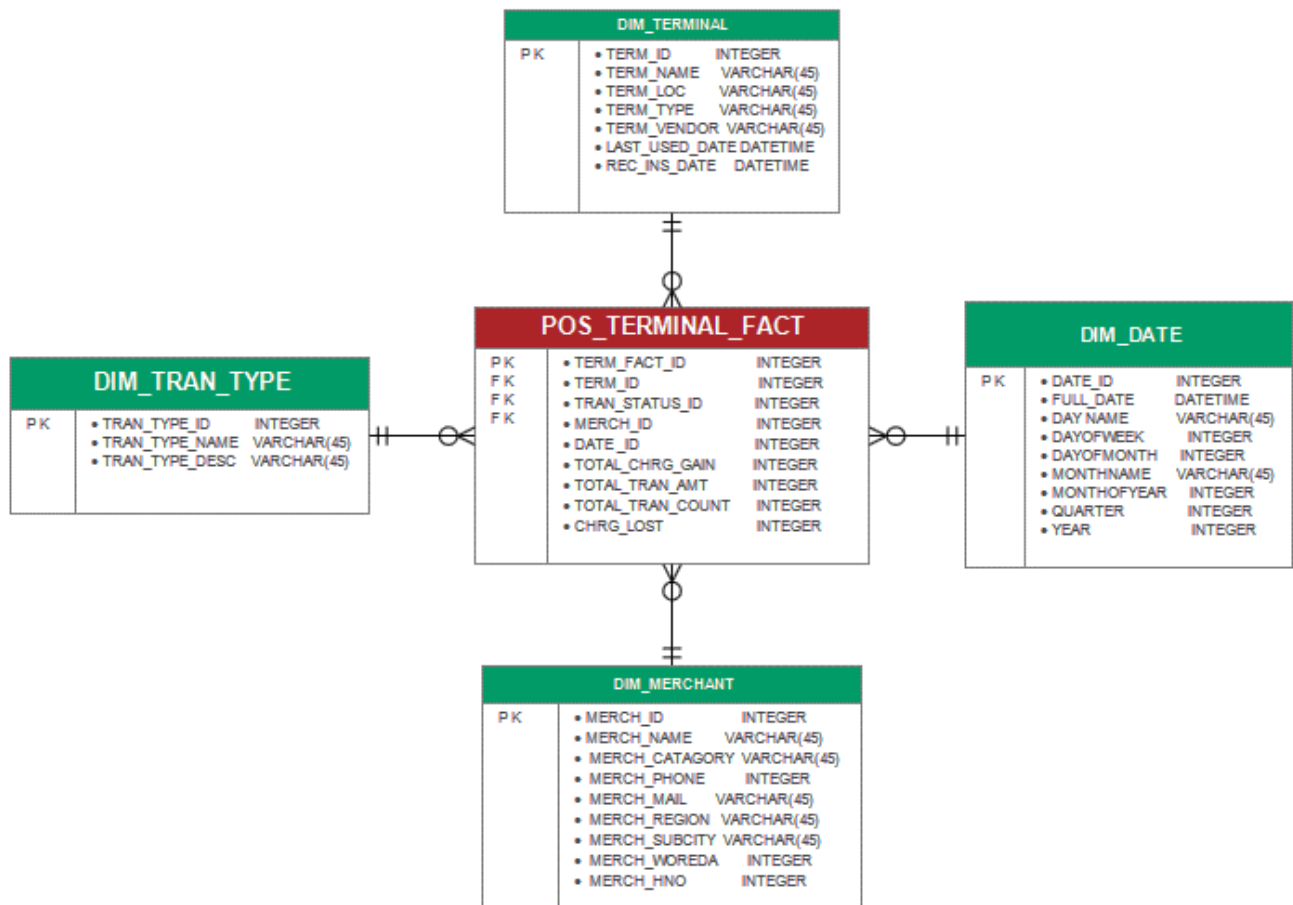 DIM_TERMINAL
PK • TERM_ID INTEGER
• TERM_NAME VARCHAR(45)
• TERM_LOC VARCHAR(45)
• TERM_TYPE VARCHAR(45)
• TERM_VENDOR VARCHAR(45)
• LAST_USED_DATE DATETIME
• REC_INS_DATE DATETIME
DIM_TRAN_TYPE
PK • TRAN_TYPE_ID INTEGER
• TRAN_TYPE_NAME VARCHAR(45)
• TRAN_TYPE_DESC VARCHAR(45)
POS_TERMINAL_FACT
PK • TERM_FACT_ID INTEGER
FK • TERM_ID INTEGER
FK • TRAN_STATUS_ID INTEGER
FK • MERCH_ID INTEGER
• DATE_ID INTEGER
• TOTAL_CHRG_GAIN INTEGER
• TOTAL_TRAN_AMT INTEGER
• TOTAL_TRAN_COUNT INTEGER
• CHRG_LOST INTEGER
DIM_DATE
PK • DATE_ID INTEGER
• FULL_DATE DATETIME
• DAY NAME VARCHAR(45)
• DAYOFWEEK INTEGER
• DAYOFMONTH INTEGER
• MONTHNAME VARCHAR(45)
• MONTHOFYEAR INTEGER
• QUARTER INTEGER
• YEAR INTEGER
DIM_MERCHANT
PK • MERCH_ID INTEGER
• MERCH_NAME VARCHAR(45)
• MERCH_CATAGORY VARCHAR(45)
• MERCH_PHONE INTEGER
• MERCH_MAIL VARCHAR(45)
• MERCH_REGION VARCHAR(45)
• MERCH_SUBCITY VARCHAR(45)
• MERCH_WOREDA INTEGER
• MERCH_HNO INTEGER